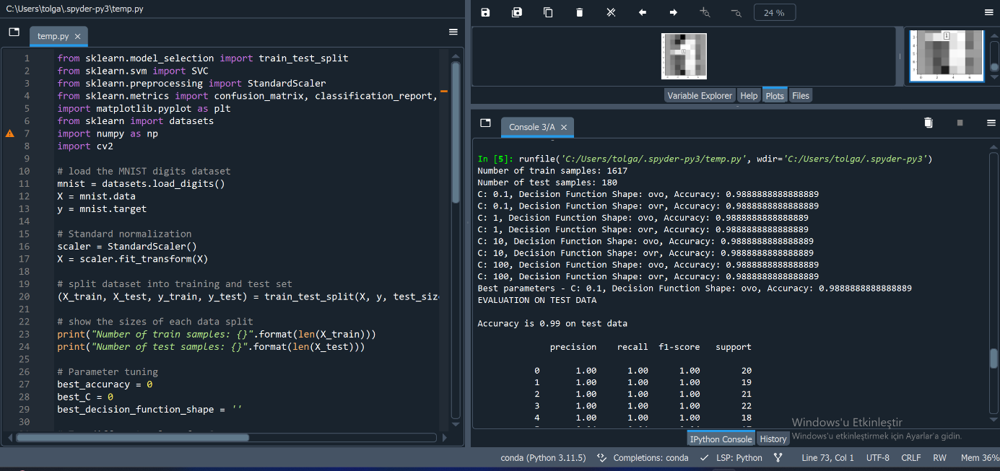 C:\Users\tolga\.spyder-py3\temp.py
temp.py
1 from sklearn.model_selection import train_test_split
2 from sklearn.svm import SVC
3 from sklearn.preprocessing import StandardScaler
4 from sklearn.metrics import confusion_matrix, classification_report,
5 import matplotlib.pyplot as plt
6 from sklearn import datasets
7 import numpy as np
8 import cv2
9
10 # load the MNIST digits dataset
11 mnist = datasets.load_digits()
12 X = mnist.data
13 y = mnist.target
14
15 # Standard normalization
16 scaler = StandardScaler()
17 X = scaler.fit_transform(X)
18
19 # split dataset into training and test set
20 (X_train, X_test, y_train, y_test) = train_test_split(X, y, test_siz
21
22 # show the sizes of each data split
23 print("Number of train samples: {}".format(len(X_train)))
24 print("Number of test samples: {}".format(len(X_test)))
25
26 # Parameter tuning
27 best_accuracy = 0
28 best_C = 0
29 best_decision_function_shape = ''
30
24 %
Variable Explorer Help Plots Files
Console 3/A
In [5]: runfile('C:/Users/tolga/.spyder-py3/temp.py', wdir='C:/Users/tolga/.spyder-py3')
Number of train samples: 1617
Number of test samples: 180
C: 0.1, Decision Function Shape: ovo, Accuracy: 0.9888888888888889
C: 0.1, Decision Function Shape: ovr, Accuracy: 0.9888888888888889
C: 1, Decision Function Shape: ovo, Accuracy: 0.9888888888888889
C: 1, Decision Function Shape: ovr, Accuracy: 0.9888888888888889
C: 10, Decision Function Shape: ovo, Accuracy: 0.9888888888888889
C: 10, Decision Function Shape: ovr, Accuracy: 0.9888888888888889
C: 100, Decision Function Shape: ovo, Accuracy: 0.9888888888888889
C: 100, Decision Function Shape: ovr, Accuracy: 0.9888888888888889
Best parameters - C: 0.1, Decision Function Shape: ovo, Accuracy: 0.9888888888888889
EVALUATION ON TEST DATA
Accuracy is 0.99 on test data
precision recall f1-score support
0 1.00 1.00 1.00 20
1 1.00 1.00 1.00 19
2 1.00 1.00 1.00 21
3 1.00 1.00 1.00 22
4 1.00 1.00 1.00 18
Windows'u Etkinleştir
Windows'u etkinleştirmek için Ayarlar'a gidin.
IPython Console History
conda (Python 3.11.5) Completions: conda LSP: Python Line 73, Col 1 UTF-8 CRLF RW Mem 36%